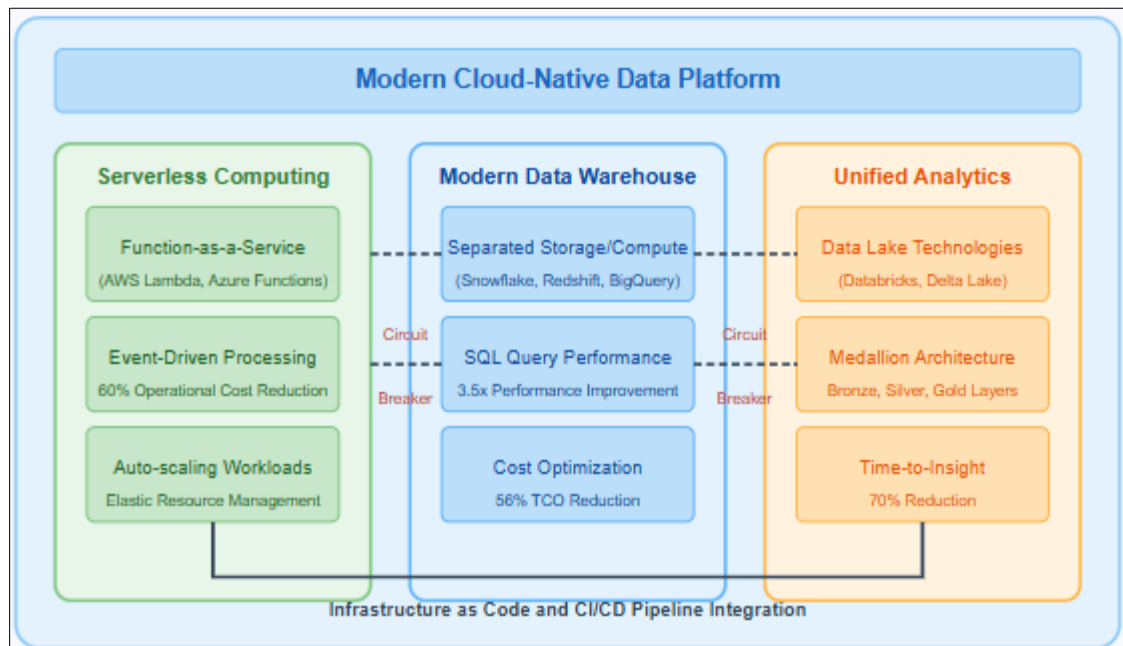 Modern Cloud-Native Data Platform
Serverless Computing
Function-as-a-Service
(AWS Lambda, Azure Functions)
Event-Driven Processing
60% Operational Cost Reduction
Auto-scaling Workloads
Elastic Resource Management
Circuit
Breaker
Modern Data Warehouse
Separated Storage/Compute
(Snowflake, Redshift, BigQuery)
SQL Query Performance
3.5x Performance Improvement
Cost Optimization
56% TCO Reduction
Circuit
Breaker
Unified Analytics
Data Lake Technologies
(Databricks, Delta Lake)
Medallion Architecture
Bronze, Silver, Gold Layers
Time-to-Insight
70% Reduction
Infrastructure as Code and CI/CD Pipeline Integration